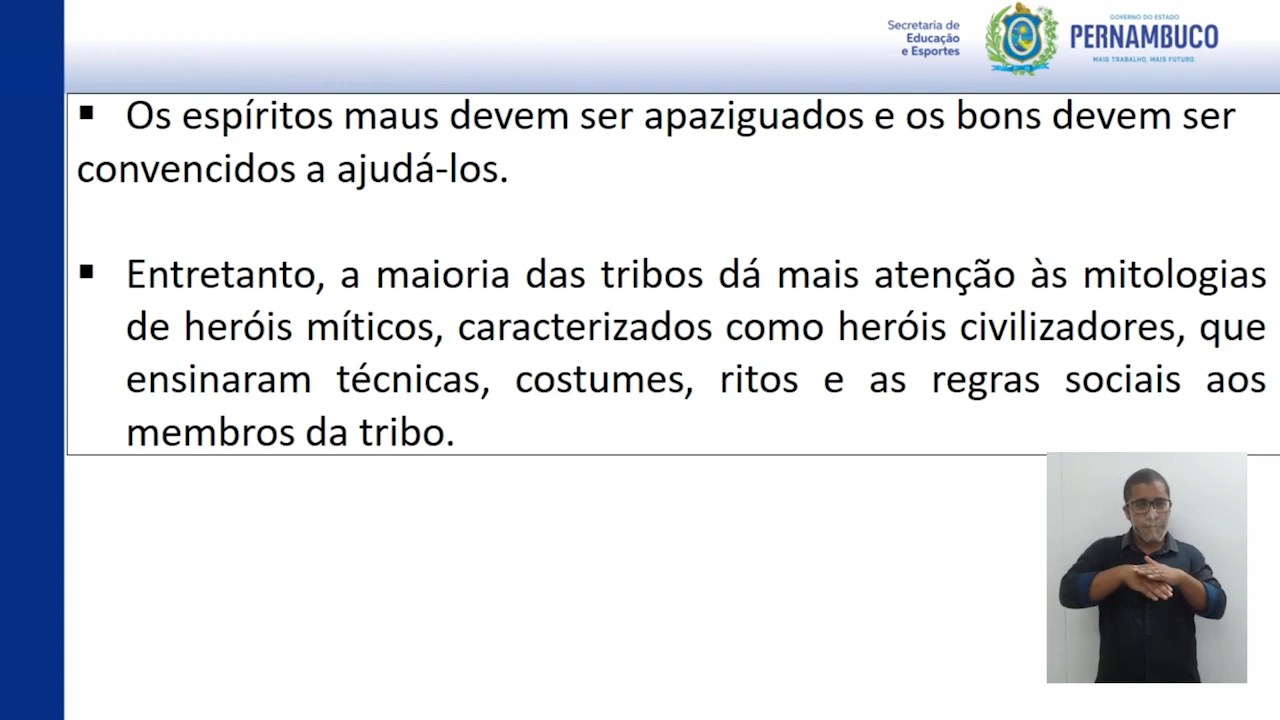 Secretaria de
Educação
e Esportes
GOVERNO DO ESTADO
PERNAMBUCO
MAIS TRABALHO, MAIS FUTURO.
▪ Os espíritos maus devem ser apaziguados e os bons devem ser
convencidos a ajudá-los.
▪ Entretanto, a maioria das tribos dá mais atenção às mitologias
de heróis míticos, caracterizados como heróis civilizadores, que
ensinaram técnicas, costumes, ritos e as regras sociais aos
membros da tribo.